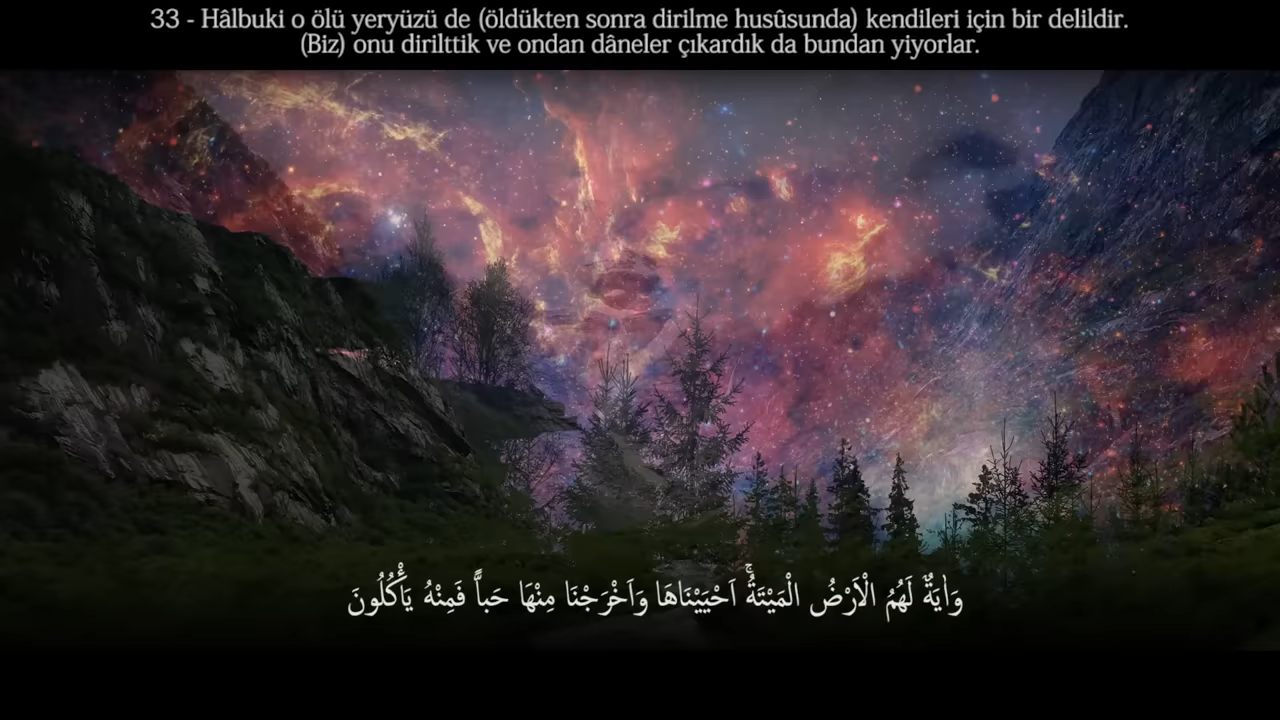 33 - Hâlbuki o ölü yeryüzü de (öldükten sonra dirilme husûsunda) kendileri için bir delildir.
(Biz) onu dirilttik ve ondan dâneler çıkardık da bundan yiyorlar.
وَاٰيَةٌ لَهُمُ الْاَرْضُ الْمَيْتَةُۚ اَحْيَيْنَاهَا وَاَخْرَجْنَا مِنْهَا حَباًّ فَمِنْهُ يَأْكُلُونَ